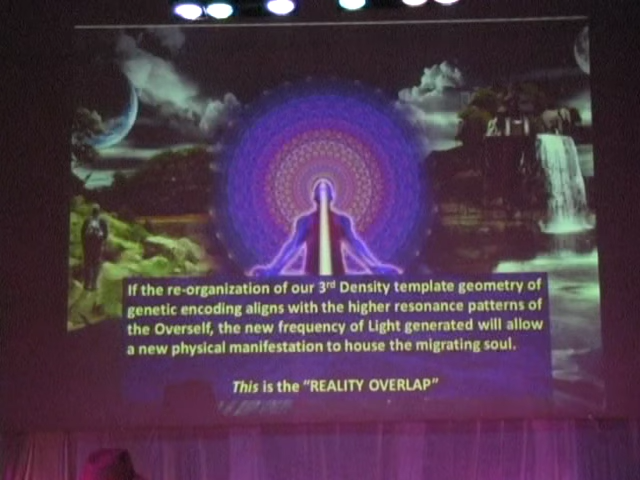 If the re-organization of our 3rd Density template geometry of
genetic encoding aligns with the higher resonance patterns of
the Overself, the new frequency of Light generated will allow
a new physical manifestation to house the migrating soul.
This is the “REALITY OVERLAP”